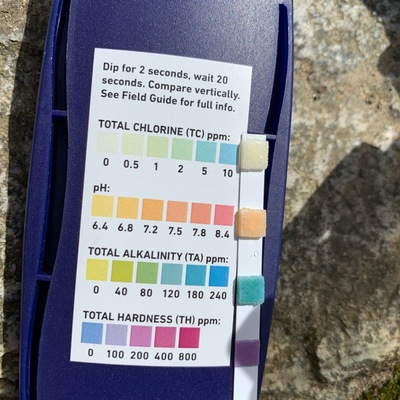 Dip for 2 seconds, wait 20
seconds. Compare vertically.
See Field Guide for full info.
TOTAL CHLORINE (TC) ppm:
0 0.5 1 2 5 10
pH:
6.4 6.8 7.2 7.5 7.8 8.4
TOTAL ALKALINITY (TA) ppm:
0 40 80 120 180 240
TOTAL HARDNESS (TH) ppm:
0 100 200 400 800